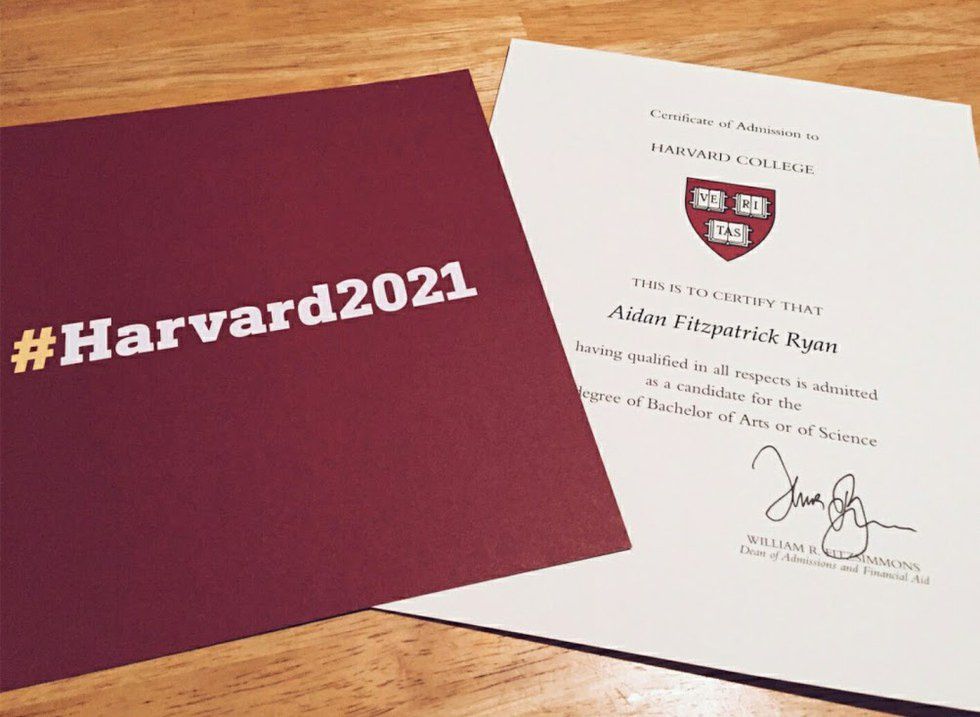 #Harvard2021
Certificate of Admission to
HARVARD COLLEGE
VE RI
TAS
THIS IS TO CERTIFY THAT
Aidan Fitzpatrick Ryan
having qualified in all respects is admitted
as a candidate for the
degree of Bachelor of Arts or of Science
WILLIAM R. FITZSIMMONS
Dean of Admissions and Financial Aid